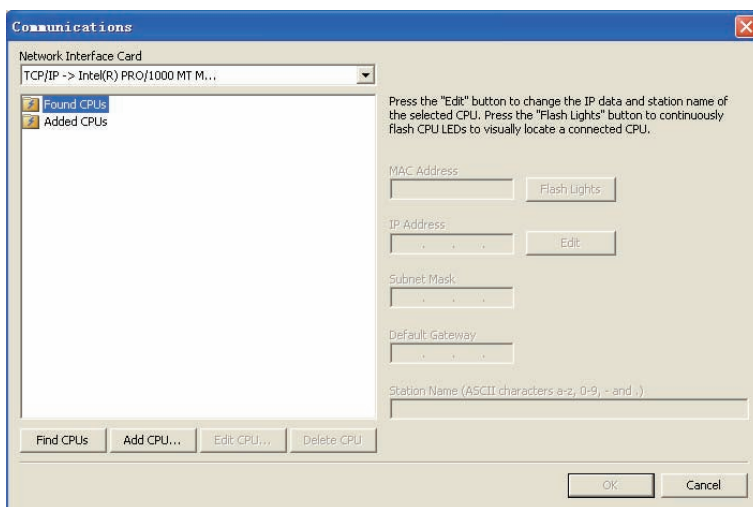 Communications
Network Interface Card
TCP/IP -> Intel(R) PRO/1000 MT M...
Found CPUs
Added CPUs
Press the "Edit" button to change the IP data and station name of
the selected CPU. Press the "Flash Lights" button to continuously
flash CPU LEDs to visually locate a connected CPU.
MAC Address
Flash Lights
IP Address
. . .
Edit
Subnet Mask
. . .
Default Gateway
. . .
Station Name (ASCII characters a-z, 0-9, - and .)
Find CPUs
Add CPU...
Edit CPU...
Delete CPU
OK
Cancel